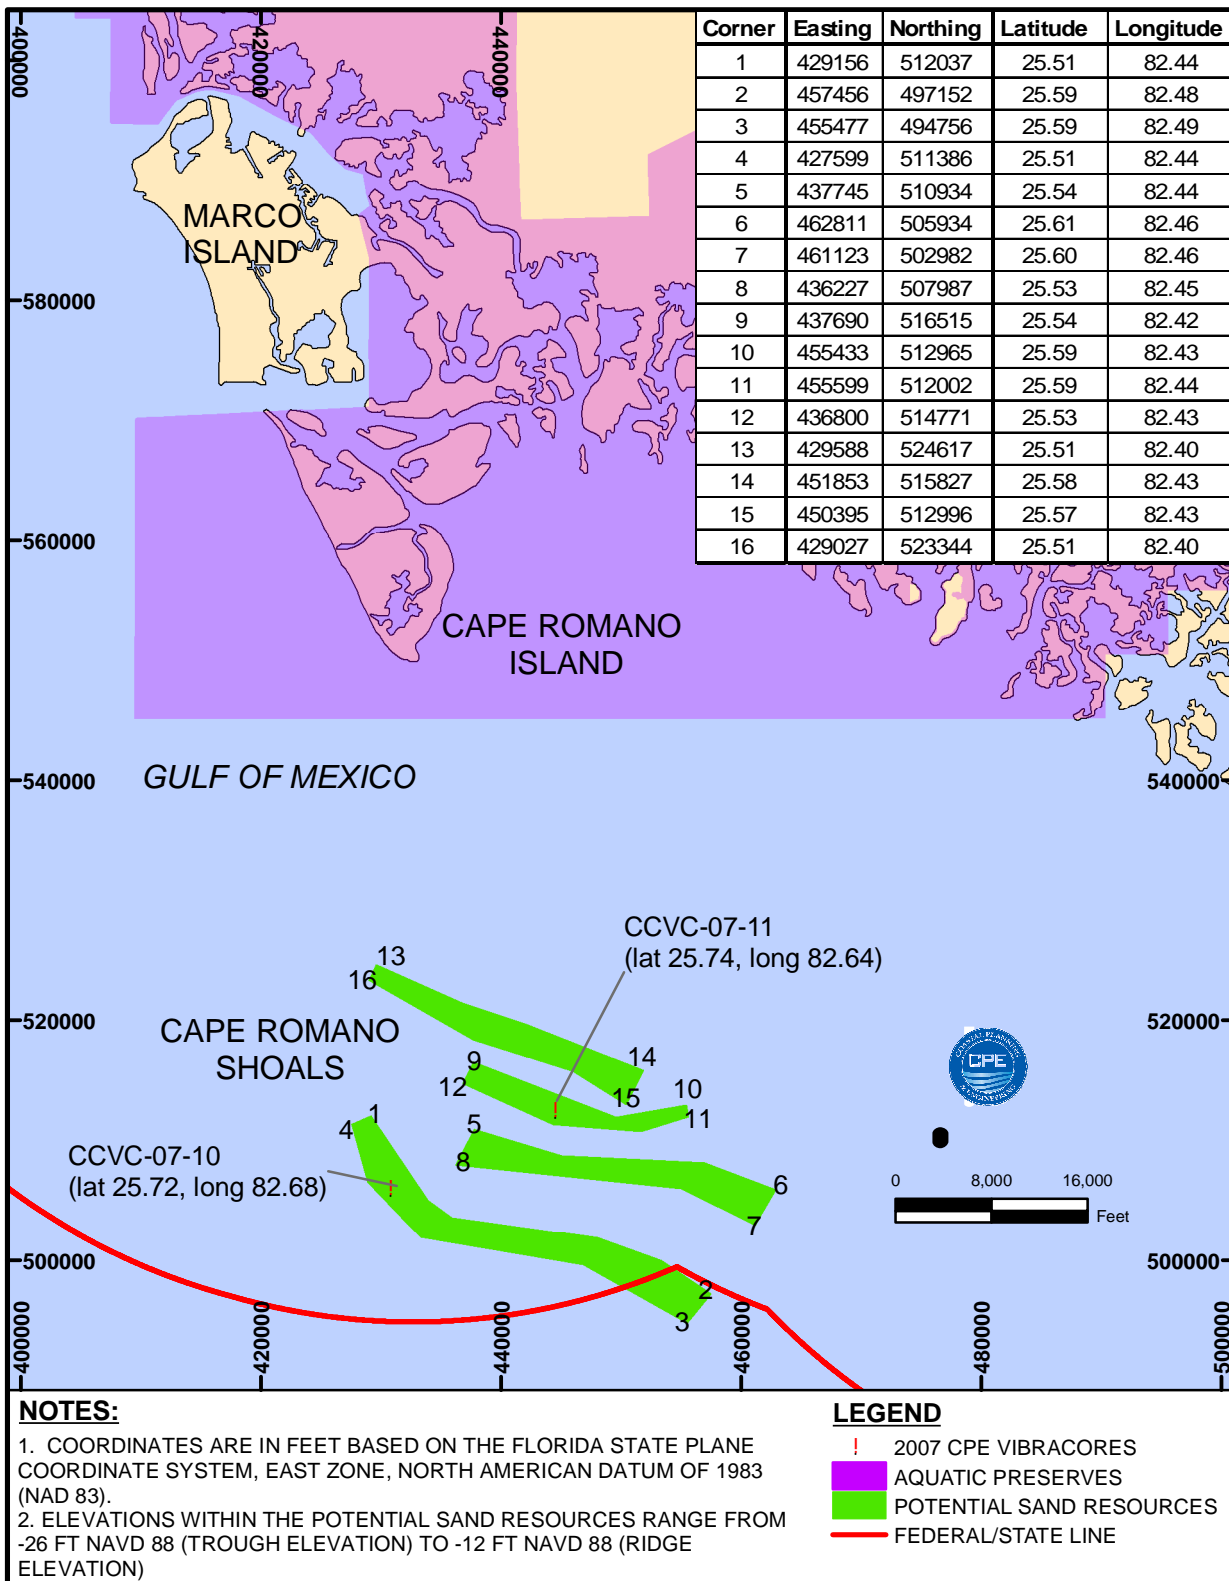 400000
420000
440000
Corner Easting Northing Latitude Longitude
1 429156 512037 25.51 82.44
2 457456 497152 25.59 82.48
3 455477 494756 25.59 82.49
4 427599 511386 25.51 82.44
5 437745 510934 25.54 82.44
6 462811 505934 25.61 82.46
7 461123 502982 25.60 82.46
8 436227 507987 25.53 82.45
9 437690 516515 25.54 82.42
10 455433 512965 25.59 82.43
11 455599 512002 25.59 82.44
12 436800 514771 25.53 82.43
13 429588 524617 25.51 82.40
14 451853 515827 25.58 82.43
15 450395 512996 25.57 82.43
16 429027 523344 25.51 82.40
MARCO
ISLAND
580000
560000
CAPE ROMANO
ISLAND
GULF OF MEXICO
540000
540000
CCVC-07-11
(lat 25.74, long 82.64)
13
16
520000
520000
CAPE ROMANO
SHOALS
CPE
9
14
12
15
10
11
1
4
5
8
CCVC-07-10
(lat 25.72, long 82.68)
6
7
0 8,000 16,000
Feet
500000
500000
2
3
400000
420000
440000
460000
480000
500000
NOTES:
1. COORDINATES ARE IN FEET BASED ON THE FLORIDA STATE PLANE
COORDINATE SYSTEM, EAST ZONE, NORTH AMERICAN DATUM OF 1983
(NAD 83).
2. ELEVATIONS WITHIN THE POTENTIAL SAND RESOURCES RANGE FROM
-26 FT NAVD 88 (TROUGH ELEVATION) TO -12 FT NAVD 88 (RIDGE
ELEVATION)
LEGEND
2007 CPE VIBRACORES
AQUATIC PRESERVES
POTENTIAL SAND RESOURCES
FEDERAL/STATE LINE